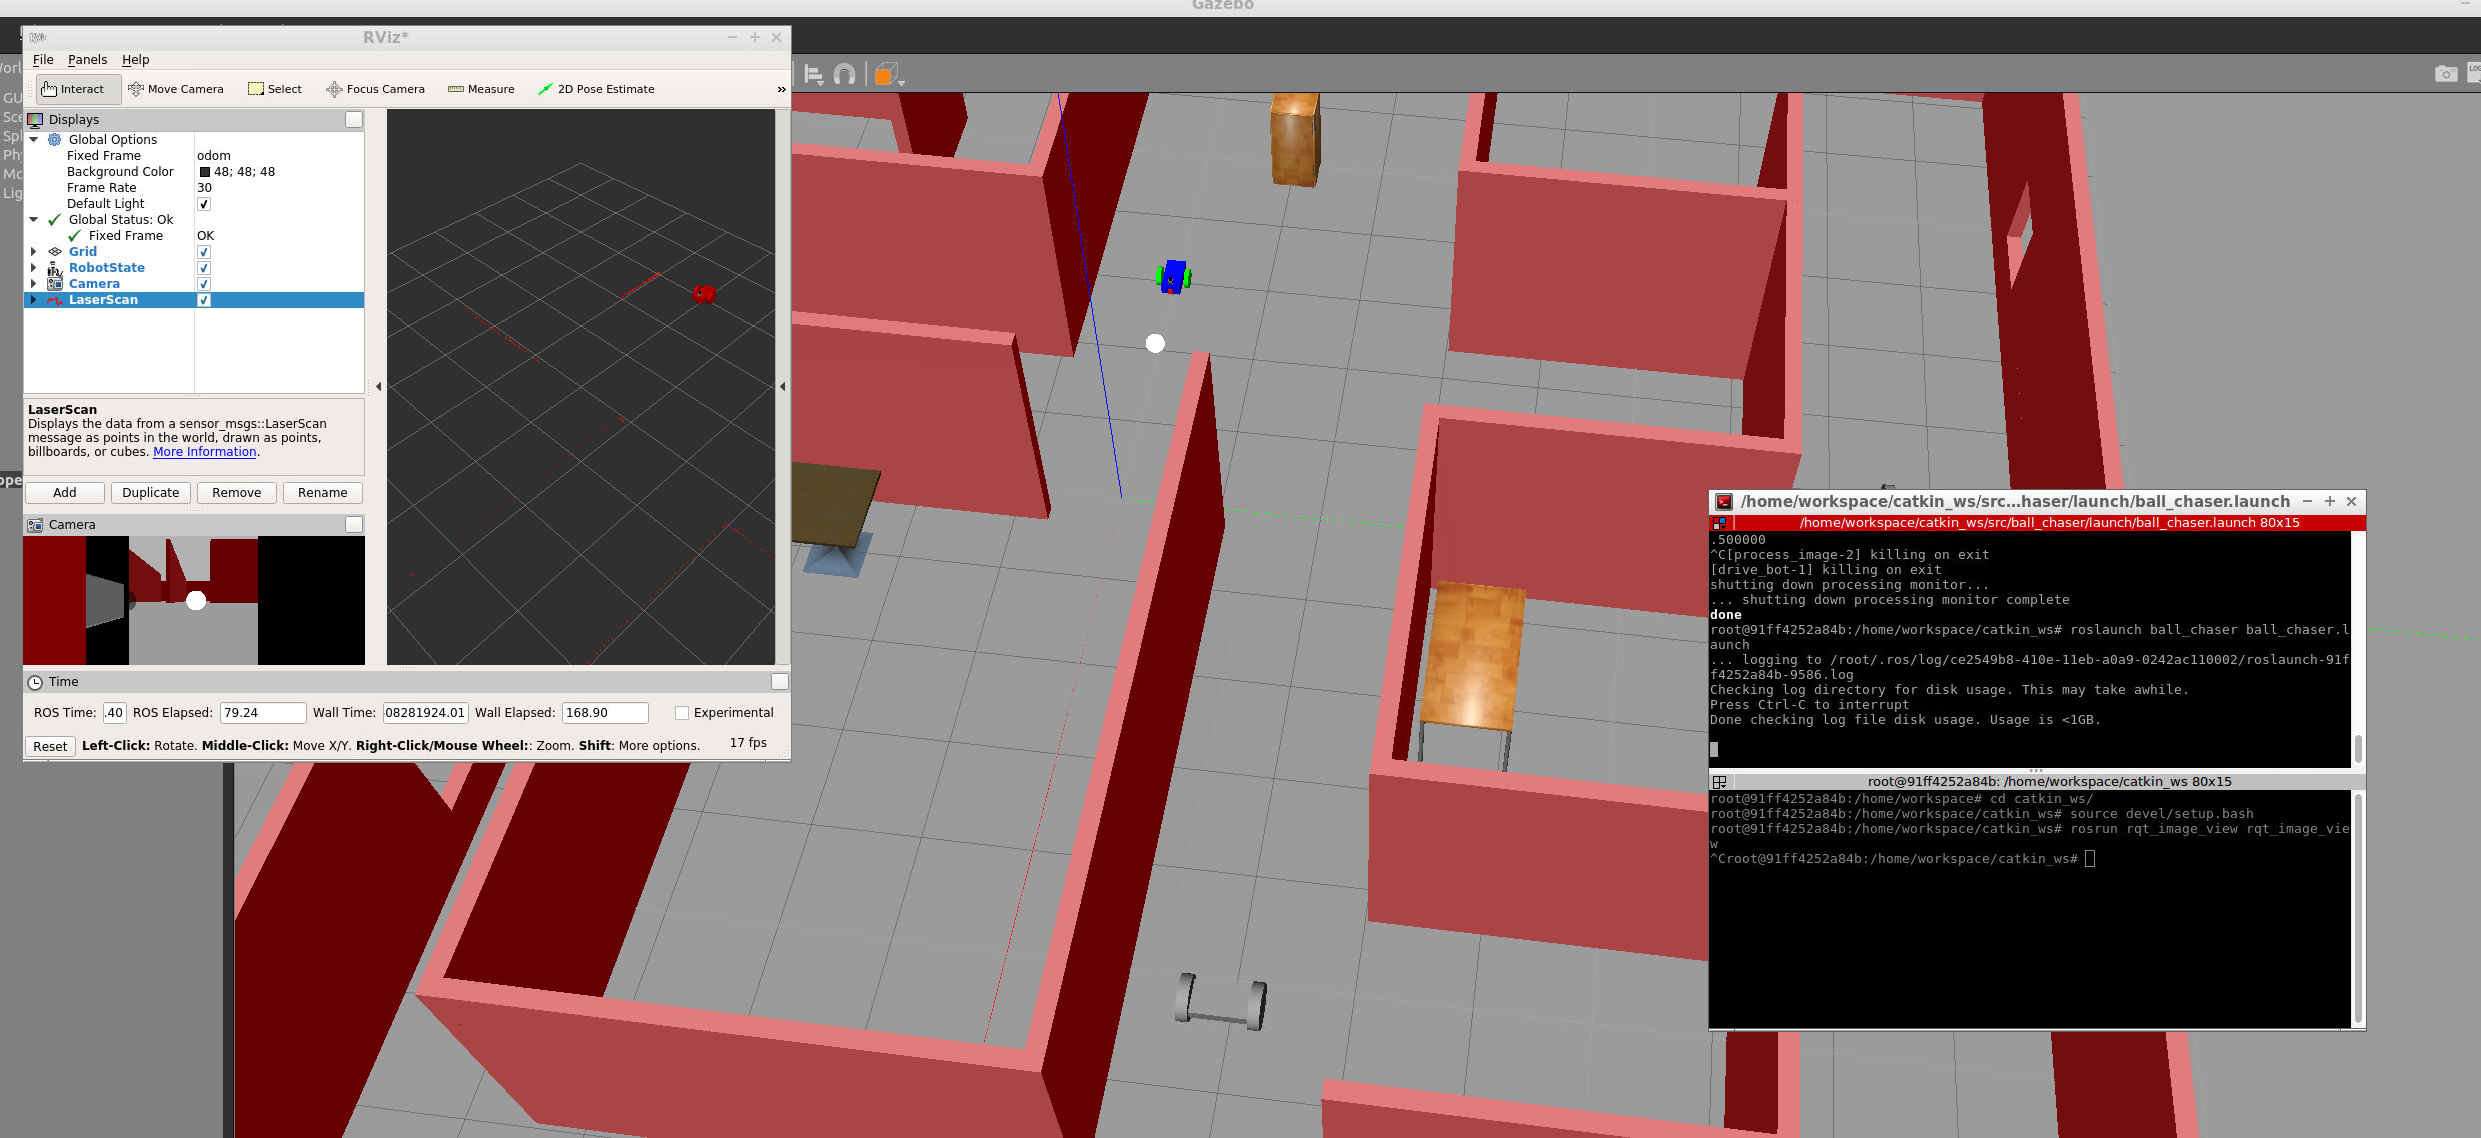 Gazebo
RViz*
File Panels Help
Interact Move Camera Select Focus Camera Measure 2D Pose Estimate »
Displays
Global Options
Fixed Frame odom
Background Color 48; 48; 48
Frame Rate 30
Default Light
Global Status: Ok
Fixed Frame OK
Grid
RobotState
Camera
LaserScan
LaserScan
Displays the data from a sensor_msgs::LaserScan
message as points in the world, drawn as points,
billboards, or cubes. More Information.
Add Duplicate Remove Rename
Camera
Time
ROS Time: .40 ROS Elapsed: 79.24 Wall Time: 08281924.01 Wall Elapsed: 168.90 Experimental
Reset Left-Click: Rotate. Middle-Click: Move X/Y. Right-Click/Mouse Wheel:: Zoom. Shift: More options. 17 fps
GU
Sce
Sp
Ph
Mo
Lig
LOG
/home/workspace/catkin_ws/src...haser/launch/ball_chaser.launch
/home/workspace/catkin_ws/src/ball_chaser/launch/ball_chaser.launch 80x15
.500000
^C[process_image-2] killing on exit
[drive_bot-1] killing on exit
shutting down processing monitor...
... shutting down processing monitor complete
done
root@91ff4252a84b:/home/workspace/catkin_ws# roslaunch ball_chaser ball_chaser.l
aunch
... logging to /root/.ros/log/ce2549b8-410e-11eb-a0a9-0242ac110002/roslaunch-91f
f4252a84b-9586.log
Checking log directory for disk usage. This may take awhile.
Press Ctrl-C to interrupt
Done checking log file disk usage. Usage is <1GB.
root@91ff4252a84b: /home/workspace/catkin_ws 80x15
root@91ff4252a84b:/home/workspace# cd catkin_ws/
root@91ff4252a84b:/home/workspace/catkin_ws# source devel/setup.bash
root@91ff4252a84b:/home/workspace/catkin_ws# rosrun rqt_image_view rqt_image_vie
w
^Croot@91ff4252a84b:/home/workspace/catkin_ws#